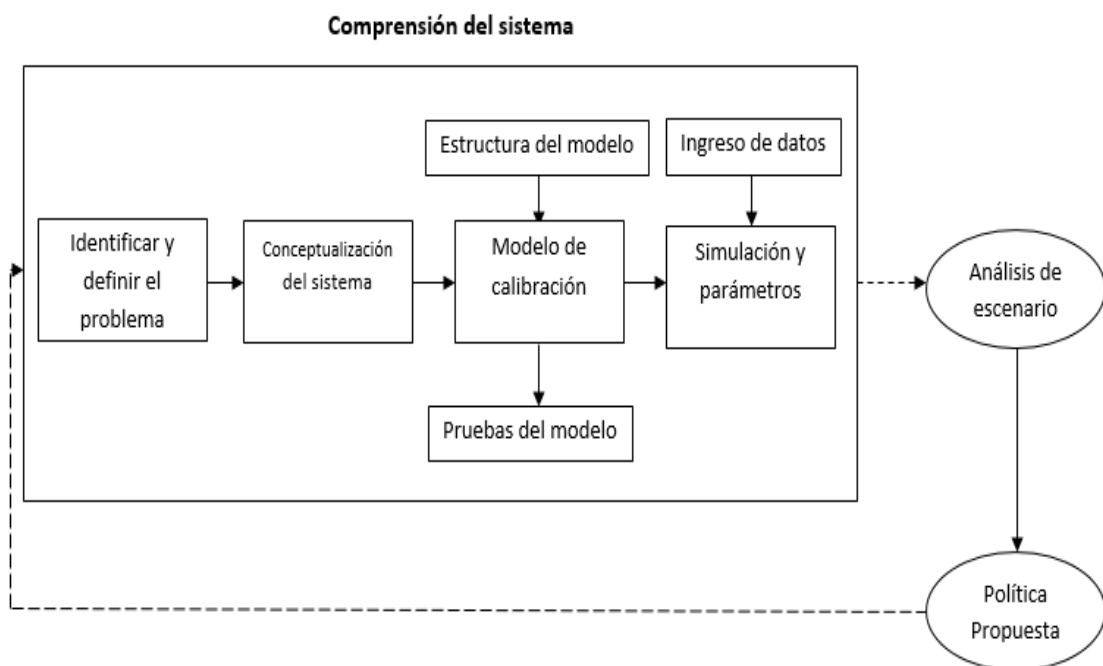 Comprensión del sistema
Estructura del modelo
Ingreso de datos
Identificar y
definir el
problema
Conceptualización
del sistema
Modelo de
calibración
Simulación y
parámetros
Análisis de
escenario
Pruebas del modelo
Política
Propuesta